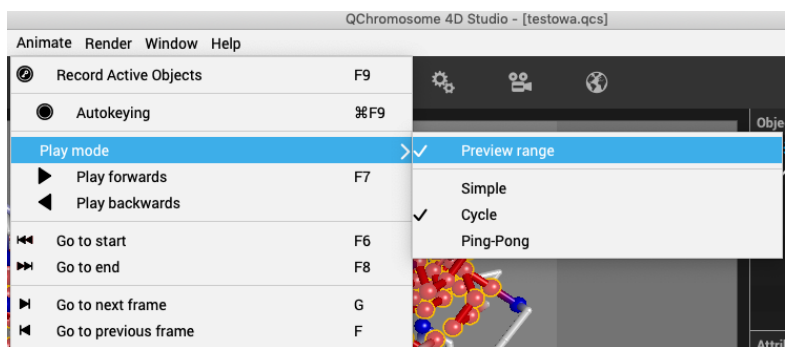 QChromosome 4D Studio - [testowa.qcs]
Animate Render Window Help
Record Active Objects F9
Autokeying ⌘F9
Obje
Play mode
Preview range
Play forwards F7
Simple
Play backwards
Cycle
Go to start F6
Ping-Pong
Go to end F8
Go to next frame G
Go to previous frame F
Attri